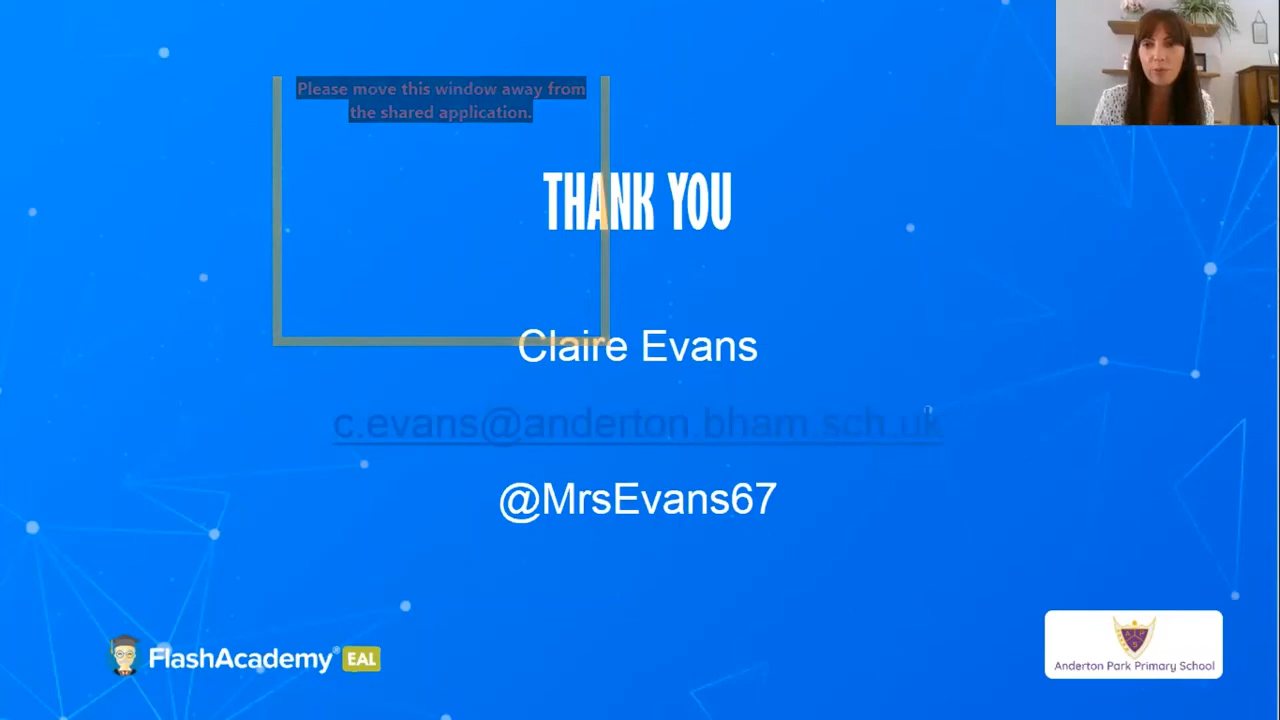 Please move this window away from
the shared application.
THANK YOU
Claire Evans
c.evans@anderton.bham.sch.uk
@MrsEvans67
FlashAcademy® EAL
Anderton Park Primary School